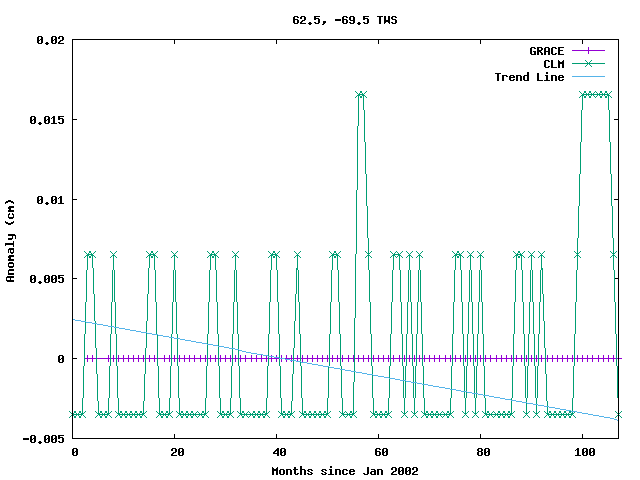 62.5, -69.5 TWS
GRACE
CLM
Trend Line
0.02
0.015
0.01
0.005
0
-0.005
Anomaly (cm)
0 20 40 60 80 100
Months since Jan 2002